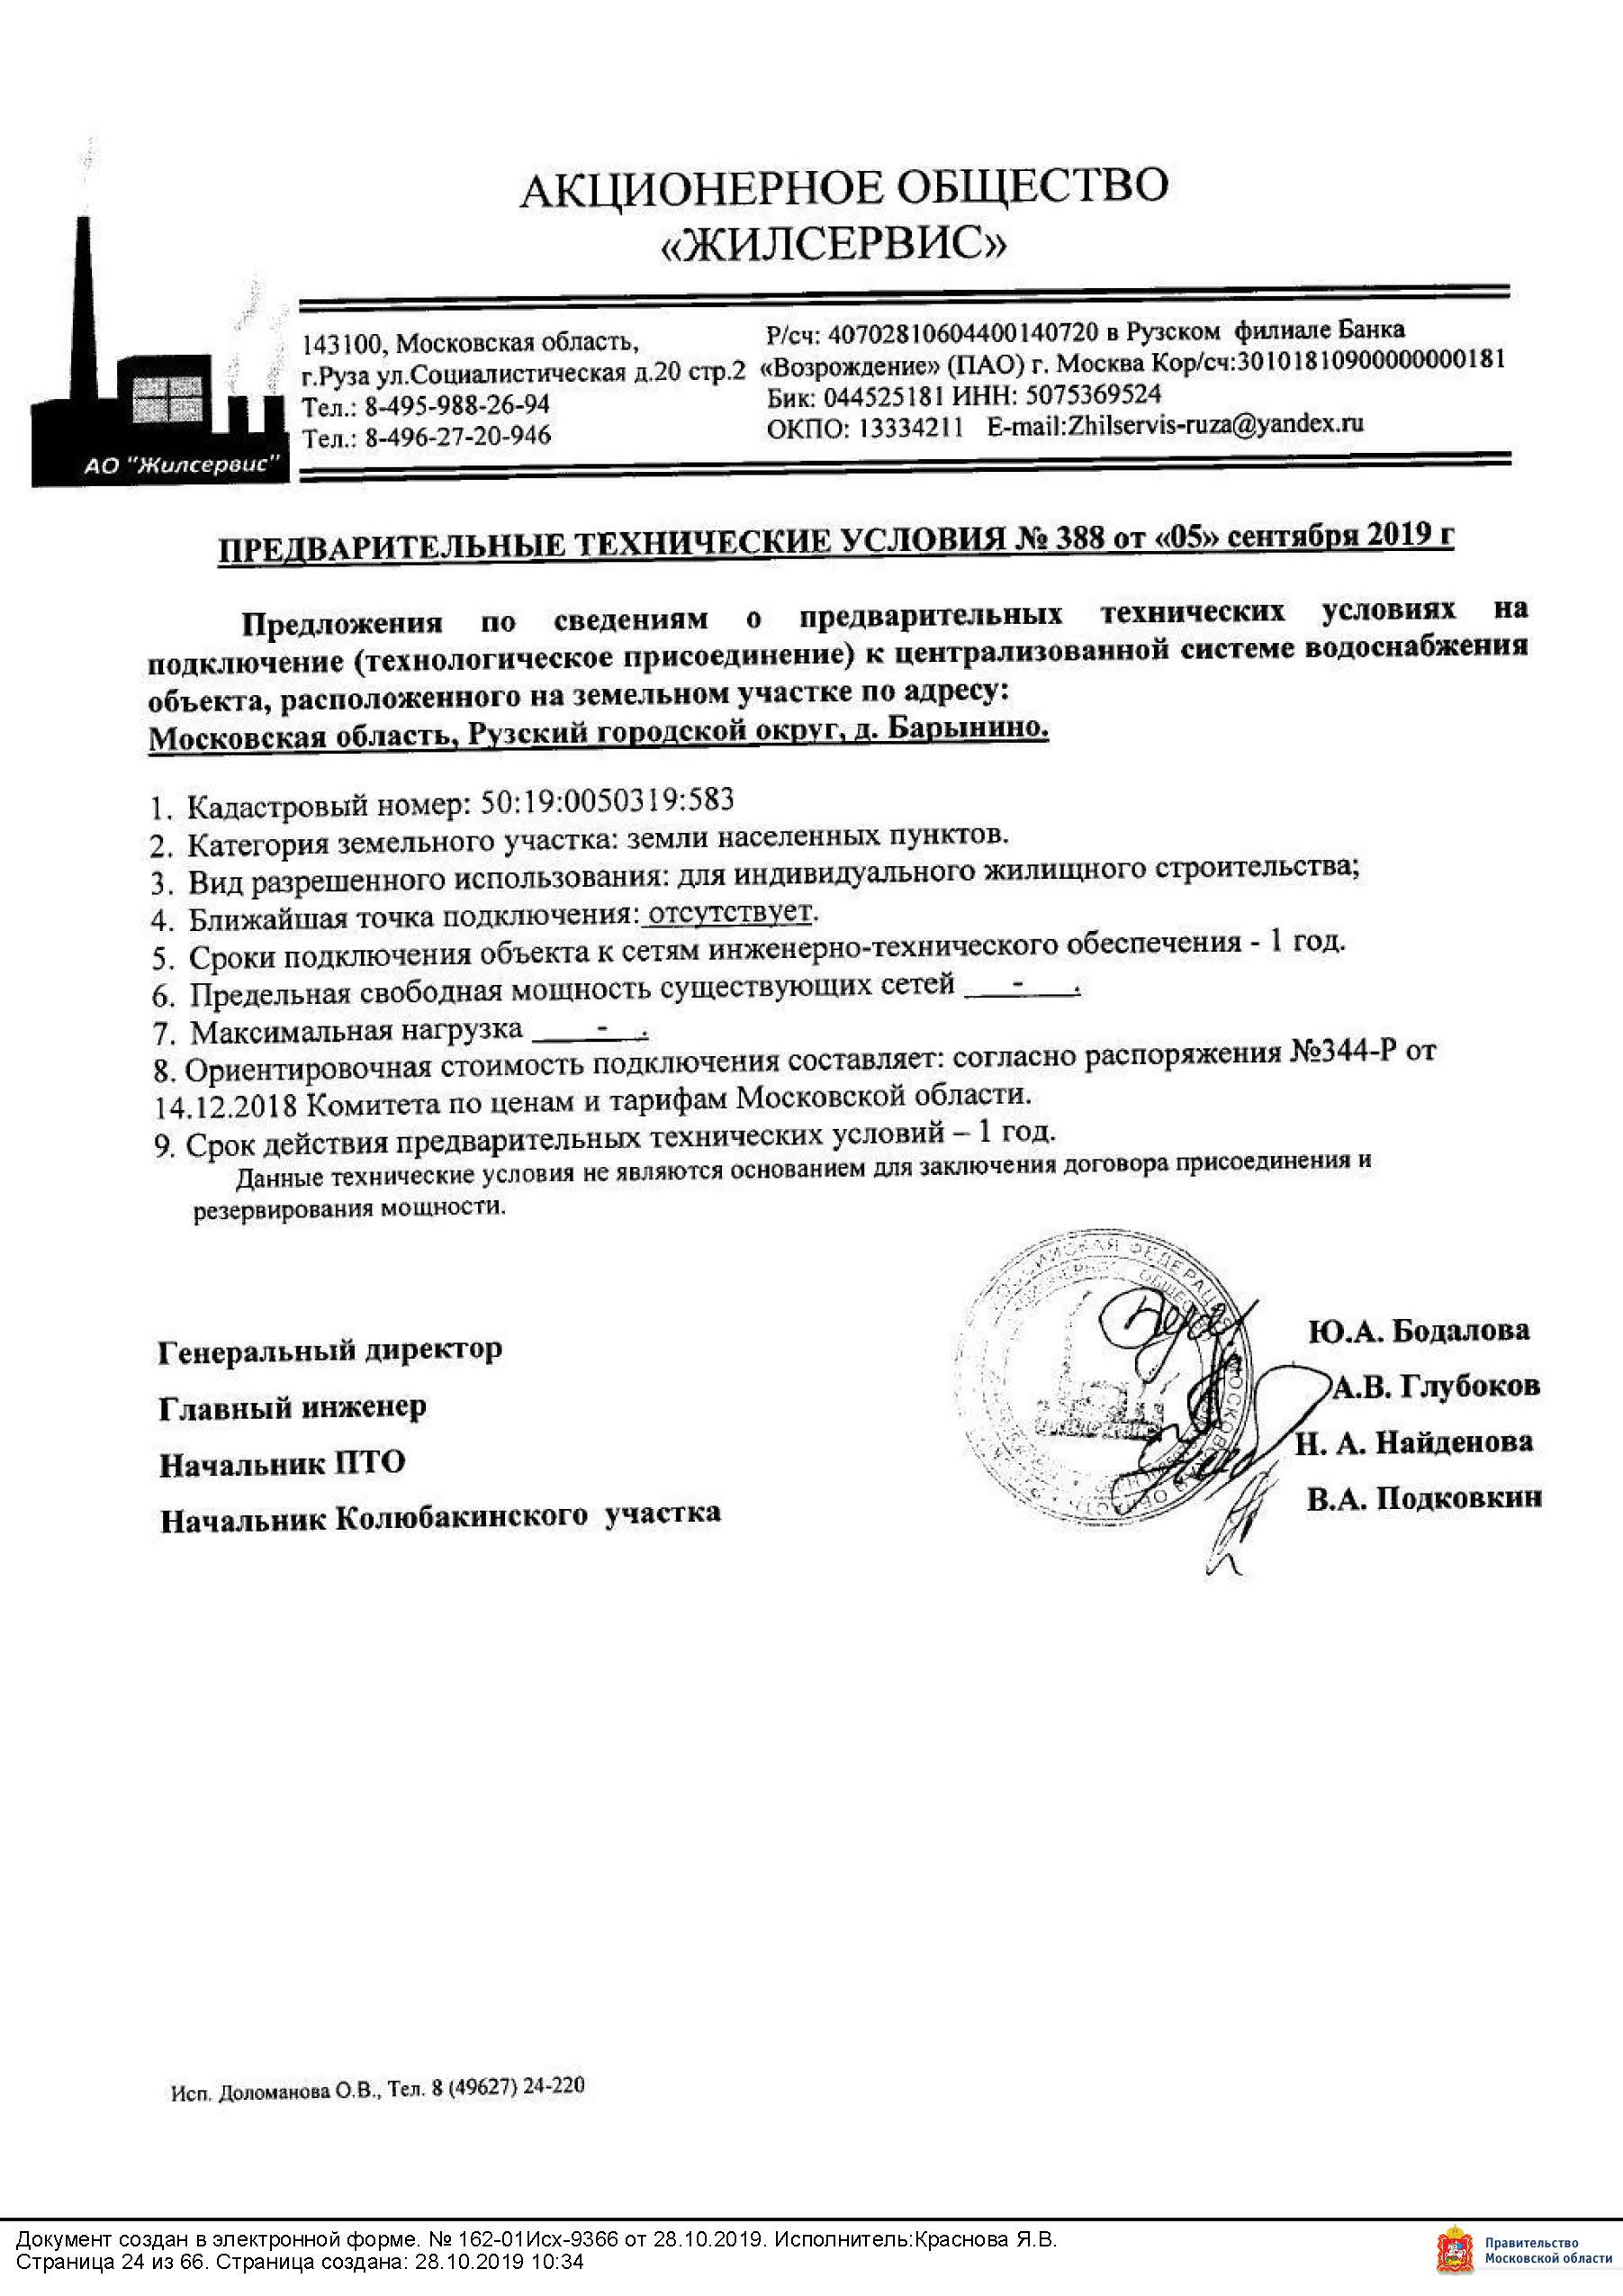 АКЦИОНЕРНОЕ ОБЩЕСТВО
«ЖИЛСЕРВИС»
143100, Московская область,
г.Руза ул.Социалистическая д.20 стр.2
Тел.: 8-495-988-26-94
Тел.: 8-496-27-20-946
Р/сч: 40702810604400140720 в Рузском филиале Банка
«Возрождение» (ПАО) г. Москва Кор/сч:30101810900000000181
Бик: 044525181 ИНН: 5075369524
ОКПО: 13334211 E-mail:Zhilservis-ruza@yandex.ru
АО "Жилсервис"
ПРЕДВАРИТЕЛЬНЫЕ ТЕХНИЧЕСКИЕ УСЛОВИЯ № 388 от «05» сентября 2019 г
Предложения по сведениям о предварительных технических условиях на
подключение (технологическое присоединение) к централизованной системе водоснабжения
объекта, расположенного на земельном участке по адресу:
Московская область, Рузский городской округ, д. Барынино.
1. Кадастровый номер: 50:19:0050319:583
2. Категория земельного участка: земли населенных пунктов.
3. Вид разрешенного использования: для индивидуального жилищного строительства;
4. Ближайшая точка подключения: отсутствует.
5. Сроки подключения объекта к сетям инженерно-технического обеспечения - 1 год.
6. Предельная свободная мощность существующих сетей ___-___.
7. Максимальная нагрузка ____-__.
8. Ориентировочная стоимость подключения составляет: согласно распоряжения №344-Р от
14.12.2018 Комитета по ценам и тарифам Московской области.
9. Срок действия предварительных технических условий – 1 год.
Данные технические условия не являются основанием для заключения договора присоединения и
резервирования мощности.
Генеральный директор Ю.А. Бодалова
Главный инженер А.В. Глубоков
Начальник ПТО Н. А. Найденова
Начальник Колюбакинского участка В.А. Подковкин
Исп. Доломанова О.В., Тел. 8 (49627) 24-220
Документ создан в электронной форме. № 162-01Исх-9366 от 28.10.2019. Исполнитель:Краснова Я.В.
Страница 24 из 66. Страница создана: 28.10.2019 10:34
Правительство
Московской области